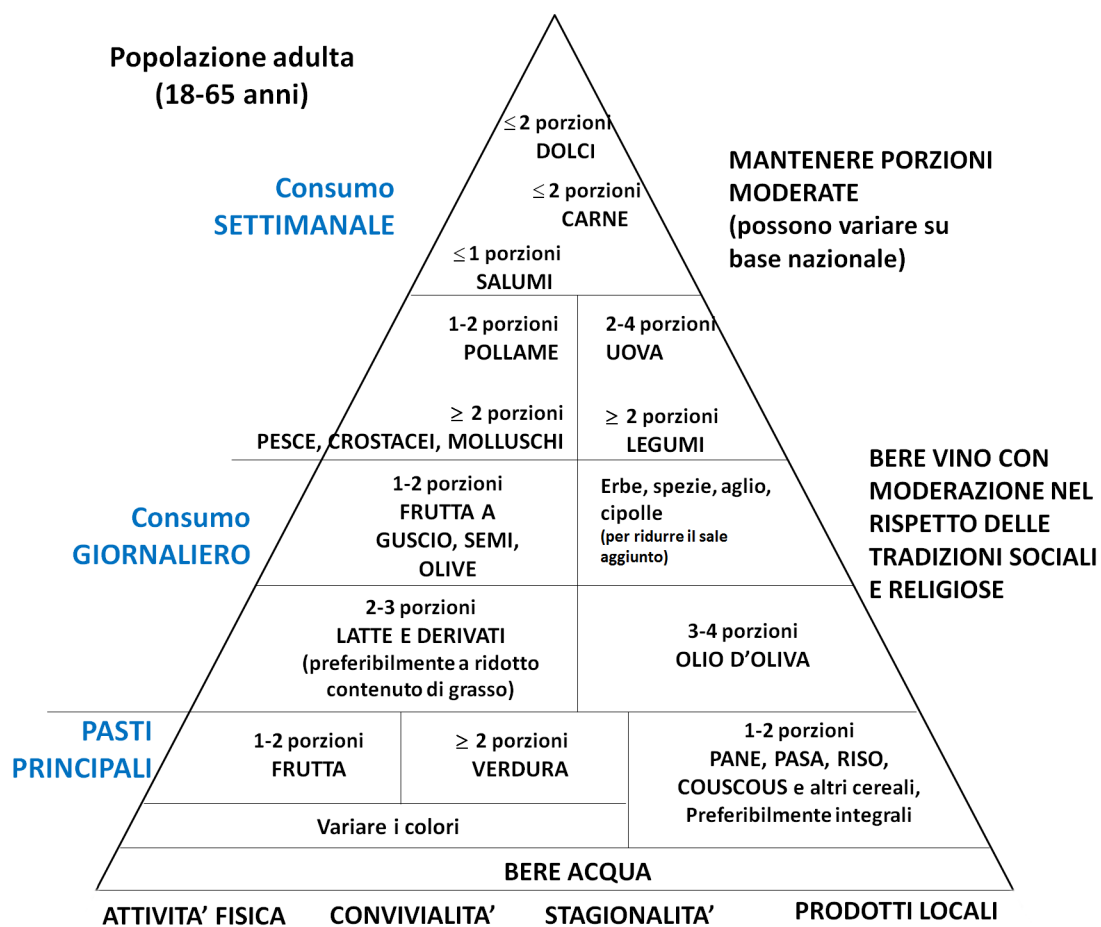 Popolazione adulta
(18-65 anni)
≤ 2 porzioni
DOLCI
Consumo
SETTIMANALE
≤ 2 porzioni
CARNE
≤ 1 porzioni
SALUMI
MANTENERE PORZIONI
MODERATE
(possono variare su
base nazionale)
1-2 porzioni
POLLAME
2-4 porzioni
UOVA
≥ 2 porzioni
PESCE, CROSTACEI, MOLLUSCHI
≥ 2 porzioni
LEGUMI
Consumo
GIORNALIERO
1-2 porzioni
FRUTTA A
GUSCIO, SEMI,
OLIVE
Erbe, spezie, aglio,
cipolle
(per ridurre il sale
aggiunto)
BERE VINO CON
MODERAZIONE NEL
RISPETTO DELLE
TRADIZIONI SOCIALI
E RELIGIOSE
2-3 porzioni
LATTE E DERIVATI
(preferibilmente a ridotto
contenuto di grasso)
3-4 porzioni
OLIO D’OLIVA
PASTI
PRINCIPALI
1-2 porzioni
FRUTTA
≥ 2 porzioni
VERDURA
1-2 porzioni
PANE, PASA, RISO,
COUSCOUS e altri cereali,
Preferibilmente integrali
Variare i colori
BERE ACQUA
ATTIVITA’ FISICA
CONVIVIALITA’
STAGIONALITA’
PRODOTTI LOCALI